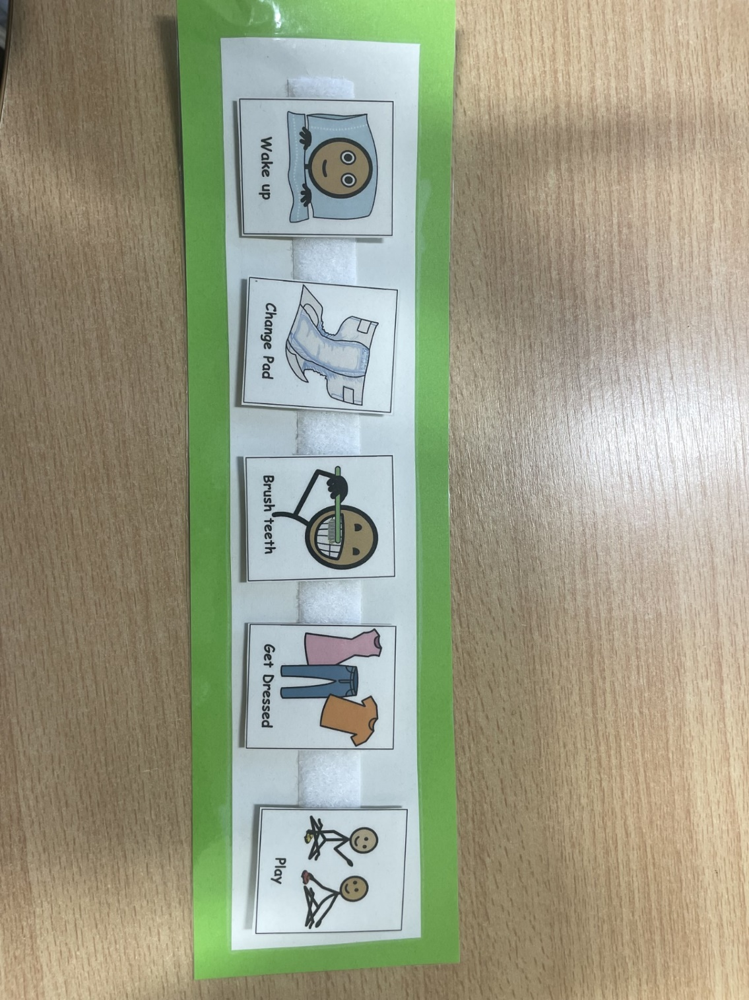 Wake up
Change Pad
Brush teeth
Get Dressed
Play